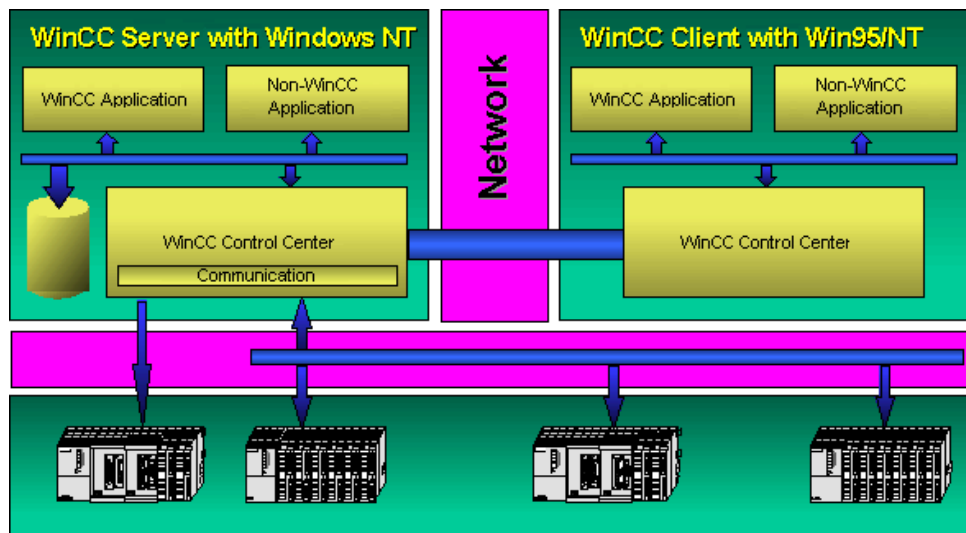 WinCC Server with Windows NT
WinCC Application
Non-WinCC
Application
WinCC Control Center
Communication
Network
WinCC Client with Win95/NT
WinCC Application
Non-WinCC
Application
WinCC Control Center